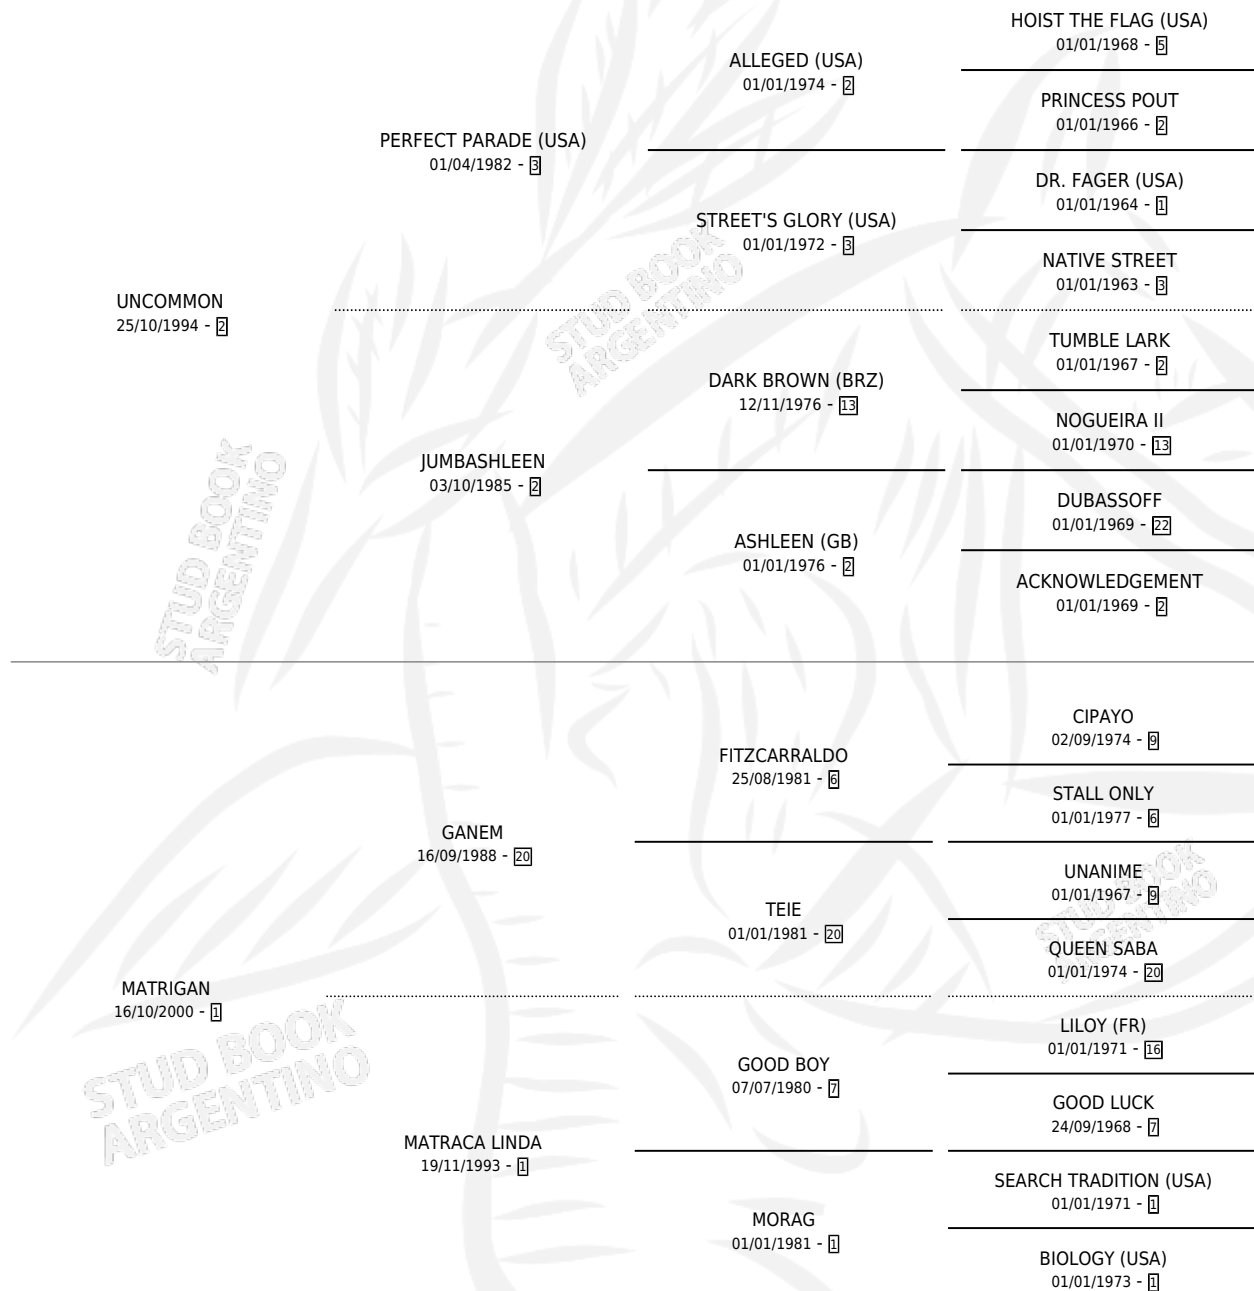 HOIST THE FLAG (USA)
01/01/1968 - 5
ALLEGED (USA)
01/01/1974 - 2
PRINCESS POUT
01/01/1966 - 2
PERFECT PARADE (USA)
01/04/1982 - 3
DR. FAGER (USA)
01/01/1964 - 1
STREET'S GLORY (USA)
01/01/1972 - 3
NATIVE STREET
01/01/1963 - 3
UNCOMMON
25/10/1994 - 2
TUMBLE LARK
01/01/1967 - 2
DARK BROWN (BRZ)
12/11/1976 - 13
NOGUEIRA II
01/01/1970 - 13
JUMBASHLEEN
03/10/1985 - 2
DUBASSOFF
01/01/1969 - 22
ASHLEEN (GB)
01/01/1976 - 2
ACKNOWLEDGEMENT
01/01/1969 - 2
CIPAYO
02/09/1974 - 9
FITZCARRALDO
25/08/1981 - 6
STALL ONLY
01/01/1977 - 6
GANEM
16/09/1988 - 20
UNANIME
01/01/1967 - 9
TEIE
01/01/1981 - 20
QUEEN SABA
01/01/1974 - 20
MATRIGAN
16/10/2000 - 1
LILOY (FR)
01/01/1971 - 16
GOOD BOY
07/07/1980 - 7
GOOD LUCK
24/09/1968 - 7
MATRACA LINDA
19/11/1993 - 1
SEARCH TRADITION (USA)
01/01/1971 - 1
MORAG
01/01/1981 - 1
BIOLOGY (USA)
01/01/1973 - 1
STUD BOOK
ARGENTINO
STUD BOOK
ARGENTINO
STUD BOOK
ARGENTINO
STUD BOOK
ARGENTINO